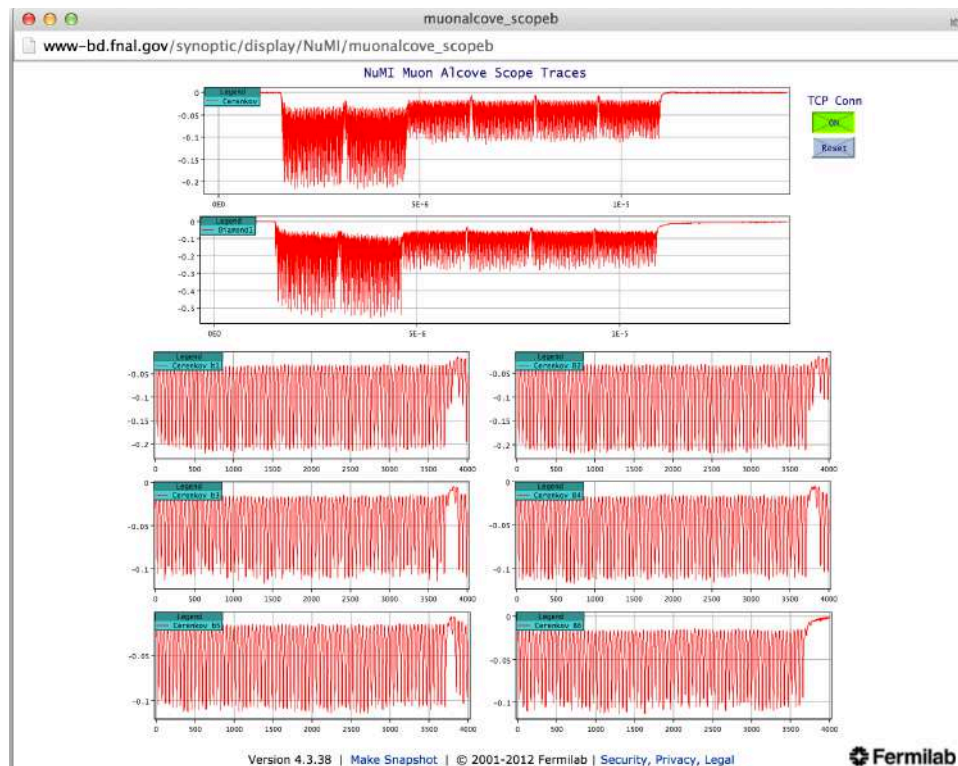 muonalcove_scopeb
www-bd.fnal.gov/synoptic/display/NuMI/muonalcove_scopeb
NuMI Muon Alcove Scope Traces
Legend
Cerenkov
0
-0.05
-0.1
-0.15
-0.2
0E0 5E-6 1E-5
TCP Conn
ON
Reset
Legend
Diamond1
0
-0.1
-0.2
-0.3
-0.4
-0.5
0E0 5E-6 1E-5
Legend
Cerenkov b1
-0.05
-0.1
-0.15
-0.2
0 500 1000 1500 2000 2500 3000 3500 4000
Legend
Cerenkov B2
-0.05
-0.1
-0.15
-0.2
0 500 1000 1500 2000 2500 3000 3500 4000
Legend
Cerenkov b3
0
-0.05
-0.1
0 500 1000 1500 2000 2500 3000 3500 4000
Legend
Cerenkov B4
0
-0.05
-0.1
0 500 1000 1500 2000 2500 3000 3500 4000
Legend
Cerenkov b5
-0.05
-0.1
0 500 1000 1500 2000 2500 3000 3500 4000
Legend
Cerenkov B6
0
-0.05
-0.1
0 500 1000 1500 2000 2500 3000 3500 4000
Version 4.3.38 | Make Snapshot | © 2001-2012 Fermilab | Security, Privacy, Legal
Fermilab